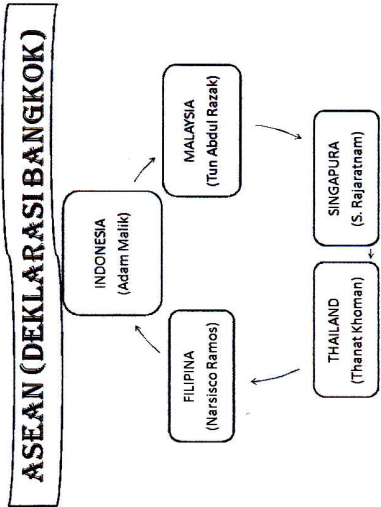 ASEAN (DEKLARASI BANGKOK)
INDONESIA
(Adam Malik)
MALAYSIA
(Tun Abdul Razak)
SINGAPURA
(S. Rajaratnam)
THAILAND
(Thanat Khoman)
FILIPINA
(Narsisco Ramos)